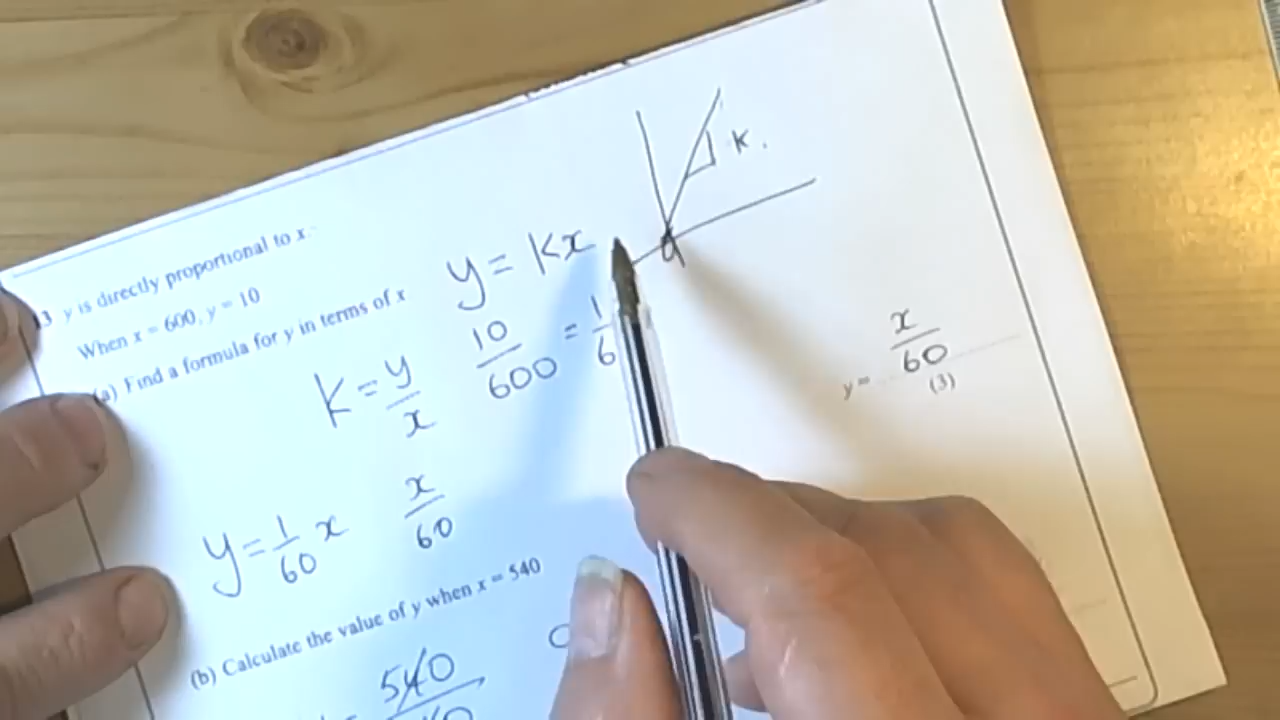 3 y is directly proportional to x.
When x = 600, y = 10
(a) Find a formula for y in terms of x
y = kx
k.
k = y/x
10/600 = 1/6
y = x/60
(3)
y = 1/60 x
x/60
(b) Calculate the value of y when x = 540
540